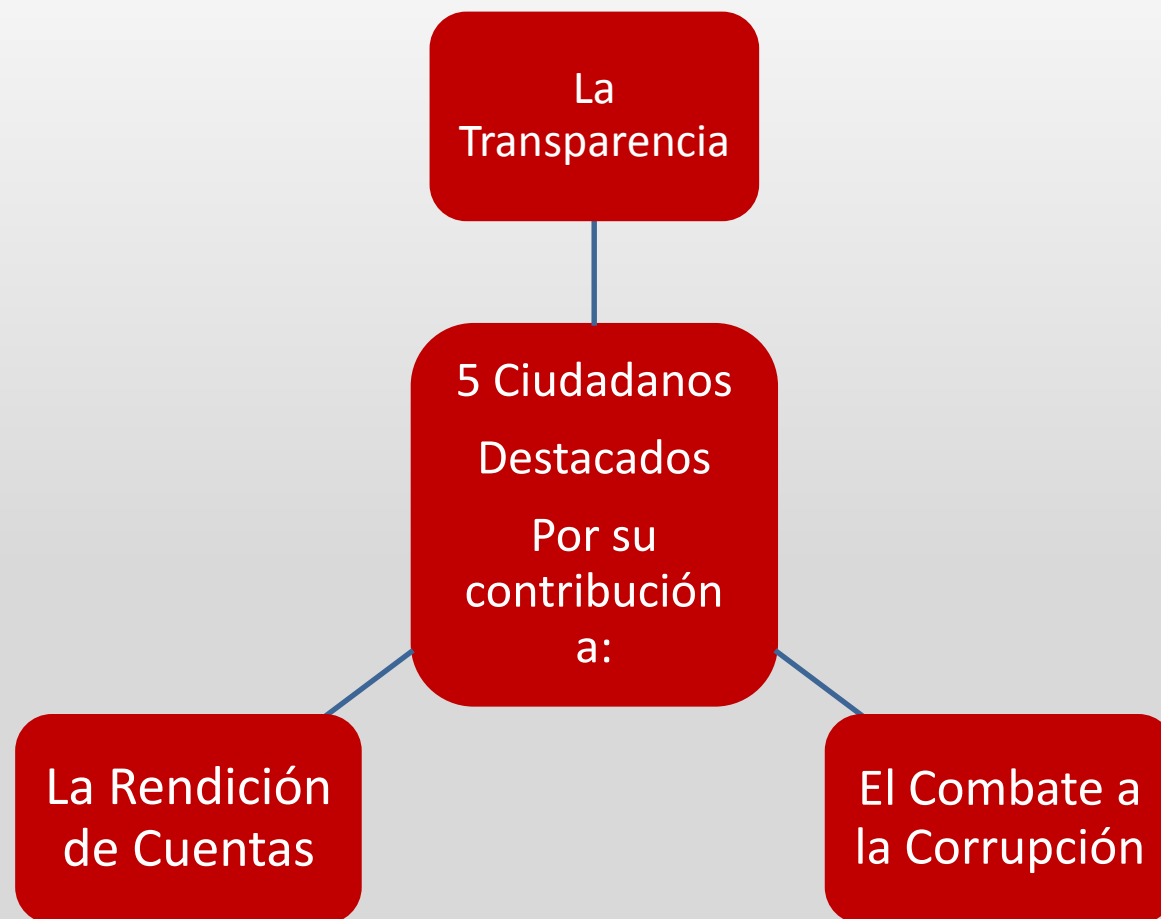 La
Transparencia
5 Ciudadanos
Destacados
Por su
contribución
a:
La Rendición
de Cuentas
El Combate a
la Corrupción